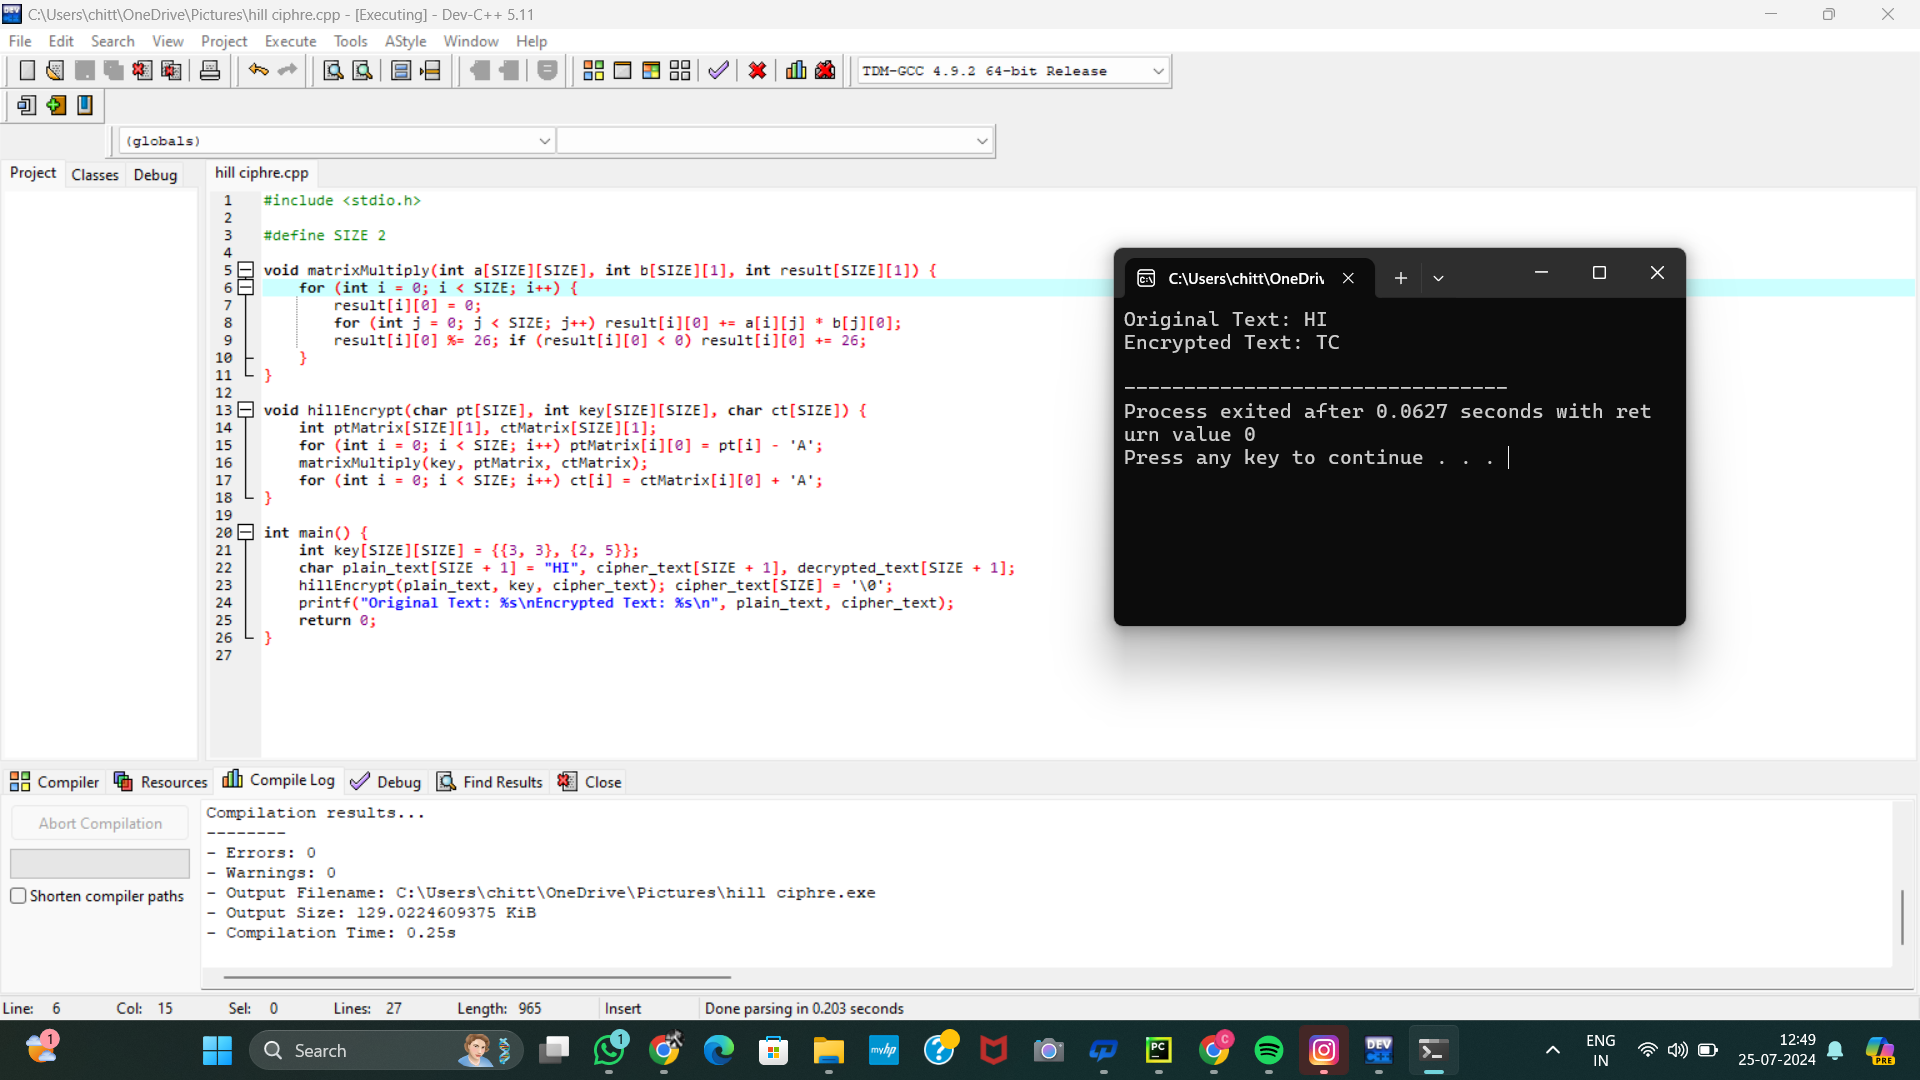 C:\Users\chitt\OneDrive\Pictures\hill ciphre.cpp - [Executing] - Dev-C++ 5.11
File Edit Search View Project Execute Tools AStyle Window Help
TDM-GCC 4.9.2 64-bit Release
(globals)
Project Classes Debug
hill ciphre.cpp
1 #include <stdio.h>
2
3 #define SIZE 2
4
5 void matrixMultiply(int a[SIZE][SIZE], int b[SIZE][1], int result[SIZE][1]) {
6 for (int i = 0; i < SIZE; i++) {
7 result[i][0] = 0;
8 for (int j = 0; j < SIZE; j++) result[i][0] += a[i][j] * b[j][0];
9 result[i][0] %= 26; if (result[i][0] < 0) result[i][0] += 26;
10 }
11 }
12
13 void hillEncrypt(char pt[SIZE], int key[SIZE][SIZE], char ct[SIZE]) {
14 int ptMatrix[SIZE][1], ctMatrix[SIZE][1];
15 for (int i = 0; i < SIZE; i++) ptMatrix[i][0] = pt[i] - 'A';
16 matrixMultiply(key, ptMatrix, ctMatrix);
17 for (int i = 0; i < SIZE; i++) ct[i] = ctMatrix[i][0] + 'A';
18 }
19
20 int main() {
21 int key[SIZE][SIZE] = {{3, 3}, {2, 5}};
22 char plain_text[SIZE + 1] = "HI", cipher_text[SIZE + 1], decrypted_text[SIZE + 1];
23 hillEncrypt(plain_text, key, cipher_text); cipher_text[SIZE] = '\0';
24 printf("Original Text: %s\nEncrypted Text: %s\n", plain_text, cipher_text);
25 return 0;
26 }
27
C:\Users\chitt\OneDriv
Original Text: HI
Encrypted Text: TC
--------------------------------
Process exited after 0.0627 seconds with ret
urn value 0
Press any key to continue . . .
Compiler Resources Compile Log Debug Find Results Close
Abort Compilation
Shorten compiler paths
Compilation results...
--------
- Errors: 0
- Warnings: 0
- Output Filename: C:\Users\chitt\OneDrive\Pictures\hill ciphre.exe
- Output Size: 129.0224609375 KiB
- Compilation Time: 0.25s
Line: 6 Col: 15 Sel: 0 Lines: 27 Length: 965 Insert Done parsing in 0.203 seconds
1
Search
1
myhp
PC
C
DEV
ENG
IN
12:49
25-07-2024
PRE